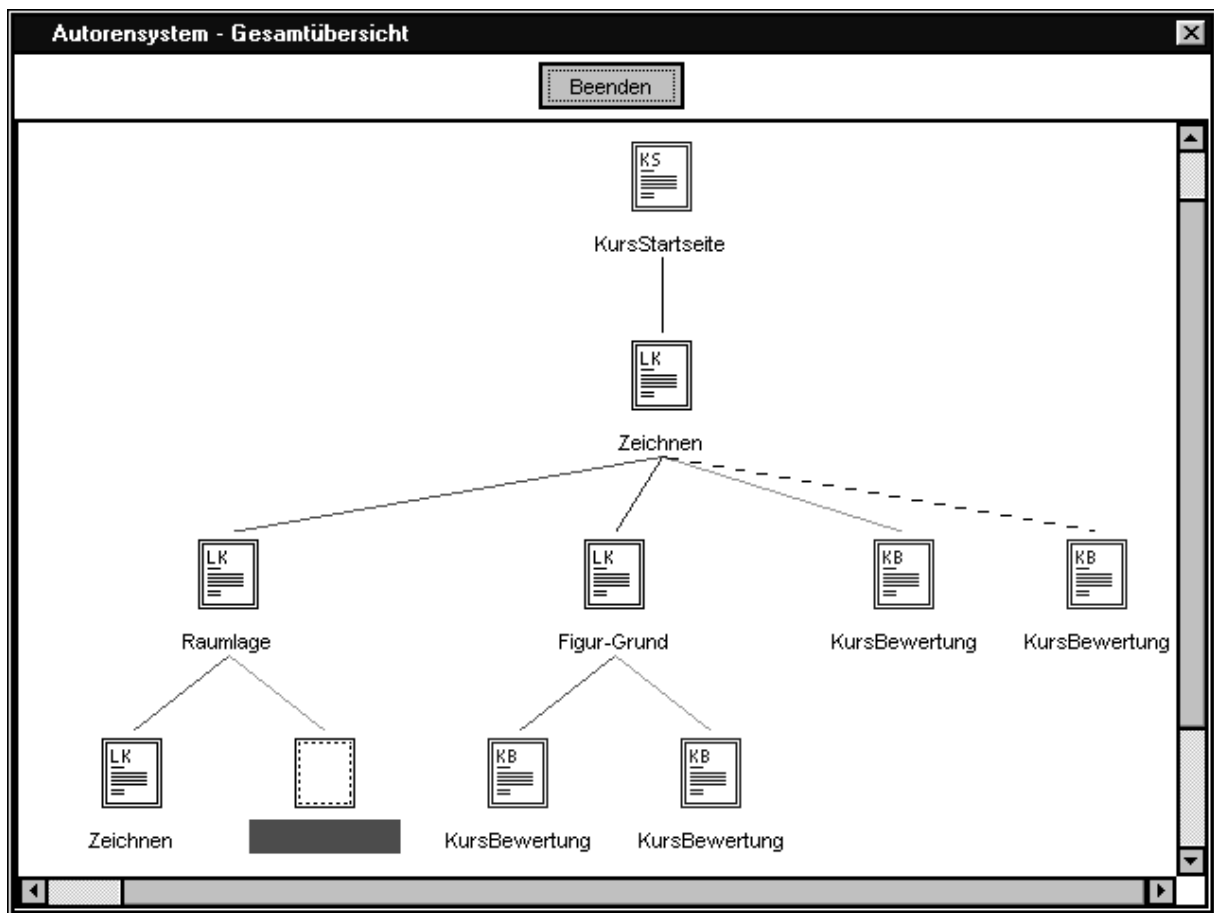 Autorensystem - Gesamtübersicht
Beenden
KS
KursStartseite
LK
Zeichnen
LK LK KB KB
Raumlage Figur-Grund KursBewertung KursBewertung
LK KB KB
Zeichnen KursBewertung KursBewertung